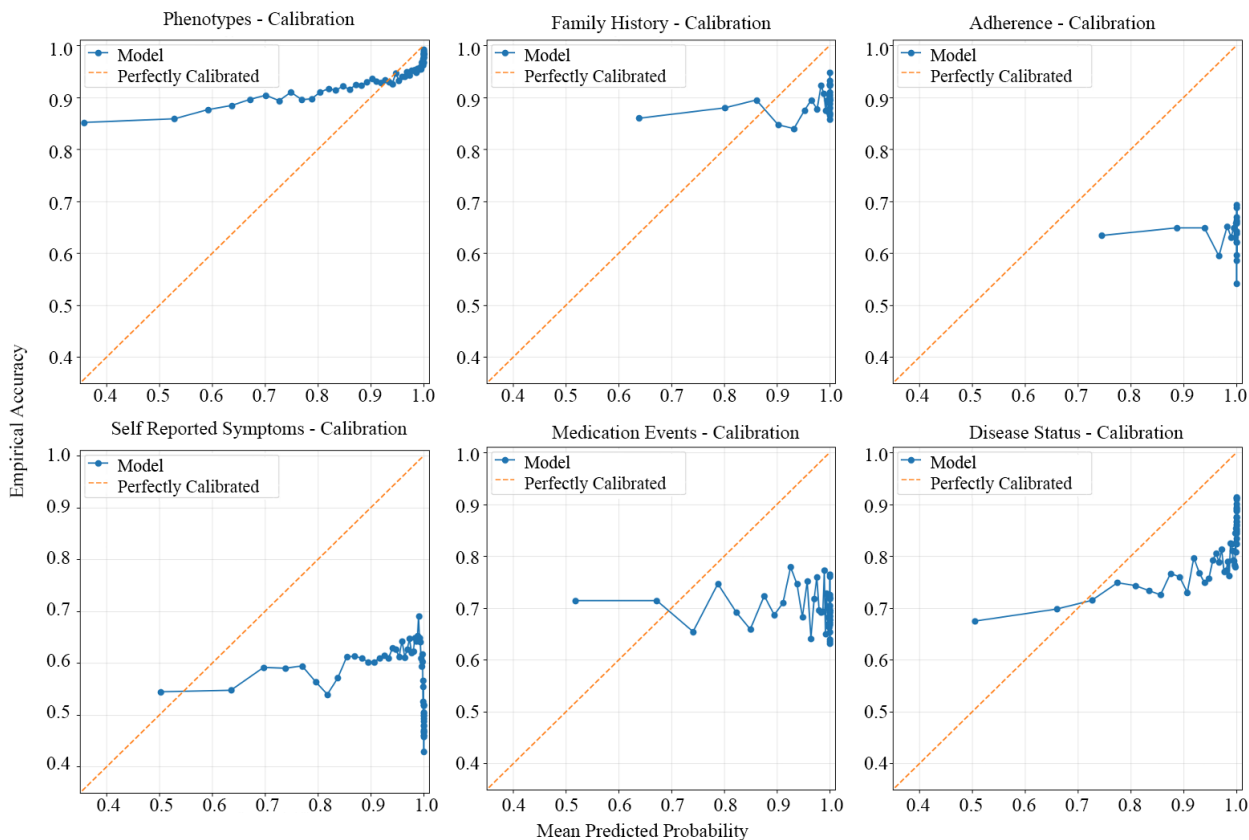 Phenotypes - Calibration
Model
Perfectly Calibrated
1.0
0.9
0.8
0.7
0.6
0.5
0.4
0.4 0.5 0.6 0.7 0.8 0.9 1.0
Family History - Calibration
Model
Perfectly Calibrated
1.0
0.9
0.8
0.7
0.6
0.5
0.4
0.4 0.5 0.6 0.7 0.8 0.9 1.0
Adherence - Calibration
Model
Perfectly Calibrated
1.0
0.9
0.8
0.7
0.6
0.5
0.4
0.4 0.5 0.6 0.7 0.8 0.9 1.0
Empirical Accuracy
Self Reported Symptoms - Calibration
Model
Perfectly Calibrated
1.0
0.9
0.8
0.7
0.6
0.5
0.4
0.4 0.5 0.6 0.7 0.8 0.9 1.0
Medication Events - Calibration
Model
Perfectly Calibrated
1.0
0.9
0.8
0.7
0.6
0.5
0.4
0.4 0.5 0.6 0.7 0.8 0.9 1.0
Disease Status - Calibration
Model
Perfectly Calibrated
1.0
0.9
0.8
0.7
0.6
0.5
0.4
0.4 0.5 0.6 0.7 0.8 0.9 1.0
Mean Predicted Probability